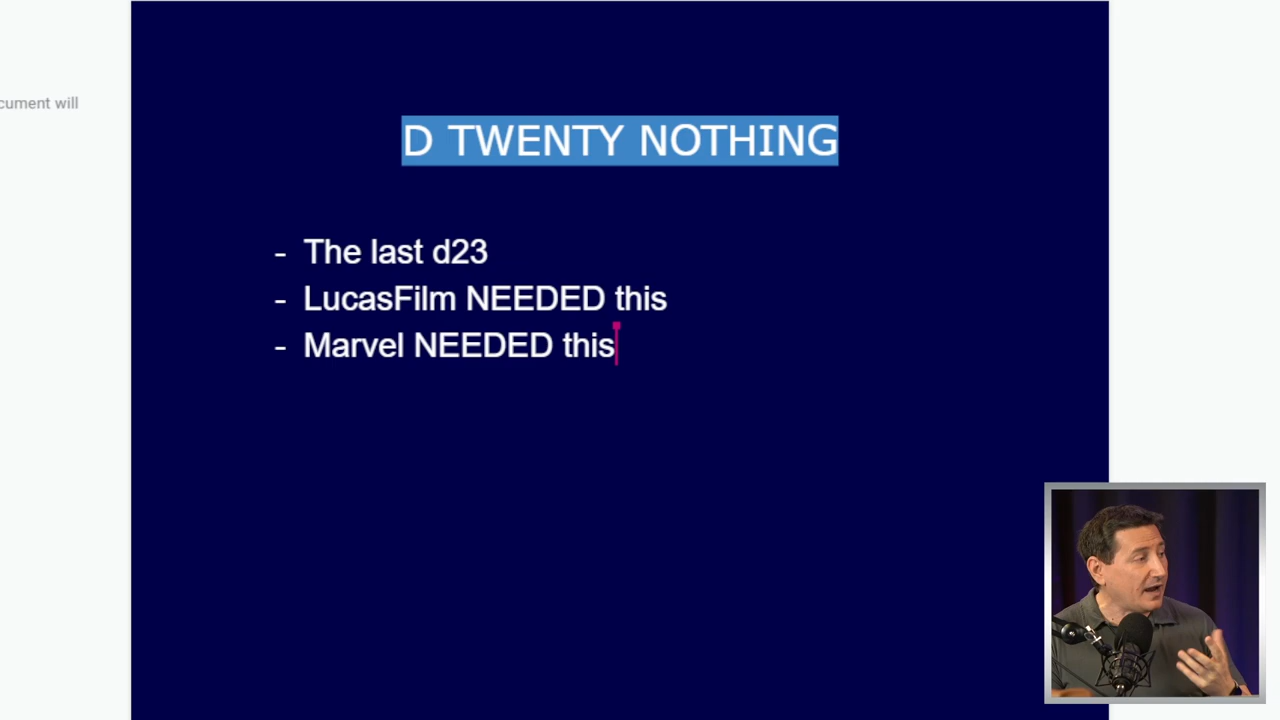 cument will
D TWENTY NOTHING
- The last d23
- LucasFilm NEEDED this
- Marvel NEEDED this